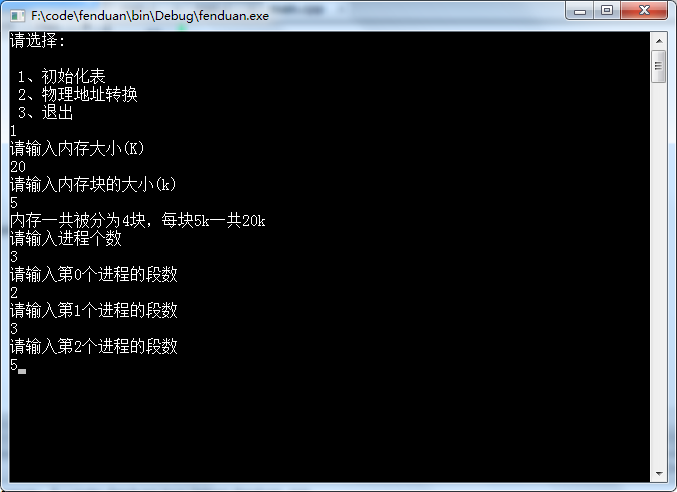 F:\code\fenduan\bin\Debug\fenduan.exe
请选择:
1、初始化表
2、物理地址转换
3、退出
1
请输入内存大小(K)
20
请输入内存块的大小(k)
5
内存一共被分为4块，每块5k一共20k
请输入进程个数
3
请输入第0个进程的段数
2
请输入第1个进程的段数
3
请输入第2个进程的段数
5